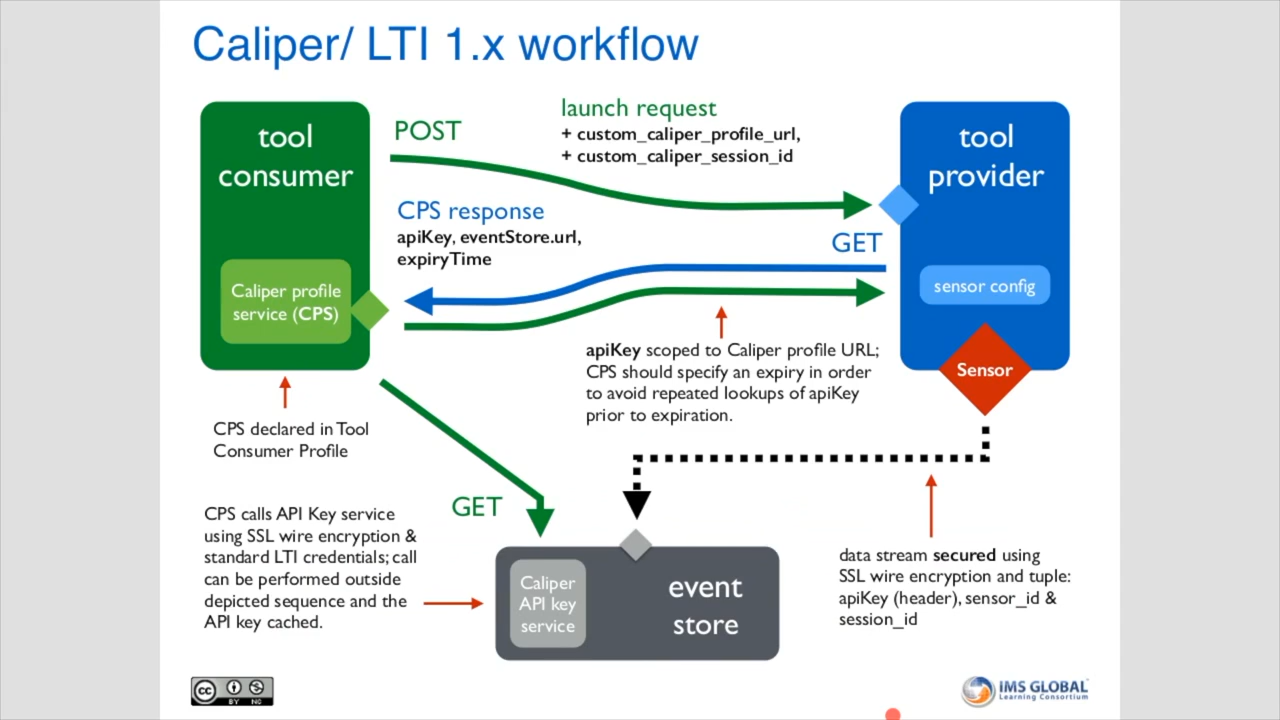 Caliper/ LTI 1.x workflow
tool
consumer
POST
launch request
+ custom_caliper_profile_url,
+ custom_caliper_session_id
tool
provider
CPS response
apiKey, eventStore.url,
expiryTime
GET
Caliper profile
service (CPS)
sensor config
apiKey scoped to Caliper profile URL;
CPS should specify an expiry in order
to avoid repeated lookups of apiKey
prior to expiration.
Sensor
CPS declared in Tool
Consumer Profile
GET
CPS calls API Key service
using SSL wire encryption &
standard LTI credentials; call
can be performed outside
depicted sequence and the
API key cached.
Caliper
API key
service
event
store
data stream secured using
SSL wire encryption and tuple:
apiKey (header), sensor_id &
session_id
cc
BY NC
IMS GLOBAL
Learning Consortium